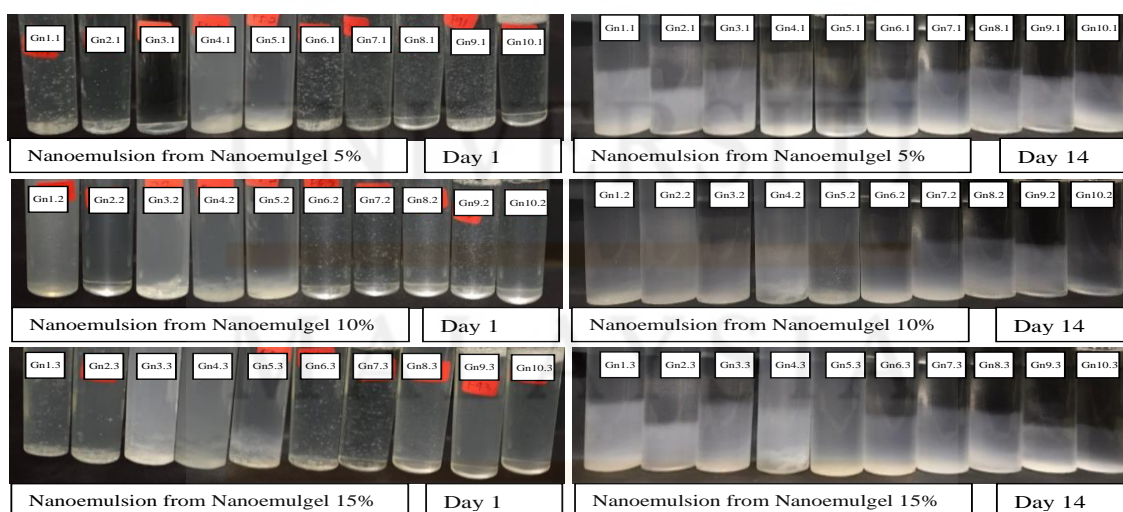 Gn1.1 Gn2.1 Gn3.1 Gn4.1 Gn5.1 Gn6.1 Gn7.1 Gn8.1 Gn9.1 Gn10.1
Gn1.1 Gn2.1 Gn3.1 Gn4.1 Gn5.1 Gn6.1 Gn7.1 Gn8.1 Gn9.1 Gn10.1
Nanoemulsion from Nanoemulgel 5% Day 1
Nanoemulsion from Nanoemulgel 5% Day 14
Gn1.2 Gn2.2 Gn3.2 Gn4.2 Gn5.2 Gn6.2 Gn7.2 Gn8.2 Gn9.2 Gn10.2
Gn1.2 Gn2.2 Gn3.2 Gn4.2 Gn5.2 Gn6.2 Gn7.2 Gn8.2 Gn9.2 Gn10.2
Nanoemulsion from Nanoemulgel 10% Day 1
Nanoemulsion from Nanoemulgel 10% Day 14
Gn1.3 Gn2.3 Gn3.3 Gn4.3 Gn5.3 Gn6.3 Gn7.3 Gn8.3 Gn9.3 Gn10.3
Gn1.3 Gn2.3 Gn3.3 Gn4.3 Gn5.3 Gn6.3 Gn7.3 Gn8.3 Gn9.3 Gn10.3
Nanoemulsion from Nanoemulgel 15% Day 1
Nanoemulsion from Nanoemulgel 15% Day 14
UNIVERSITI
MALAYSIA